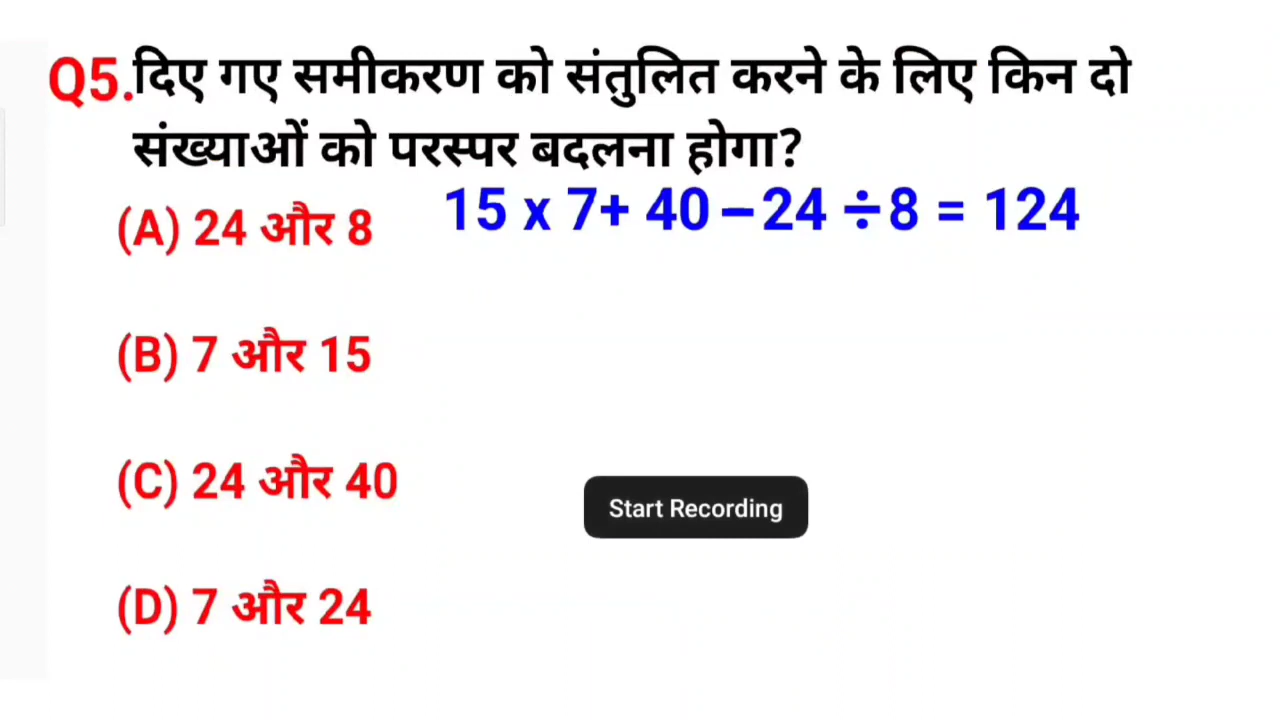 Q5.दिए गए समीकरण को संतुलित करने के लिए किन दो
संख्याओं को परस्पर बदलना होगा?
15 x 7+ 40 – 24 ÷ 8 = 124
(A) 24 और 8
(B) 7 और 15
(C) 24 और 40
(D) 7 और 24
Start Recording